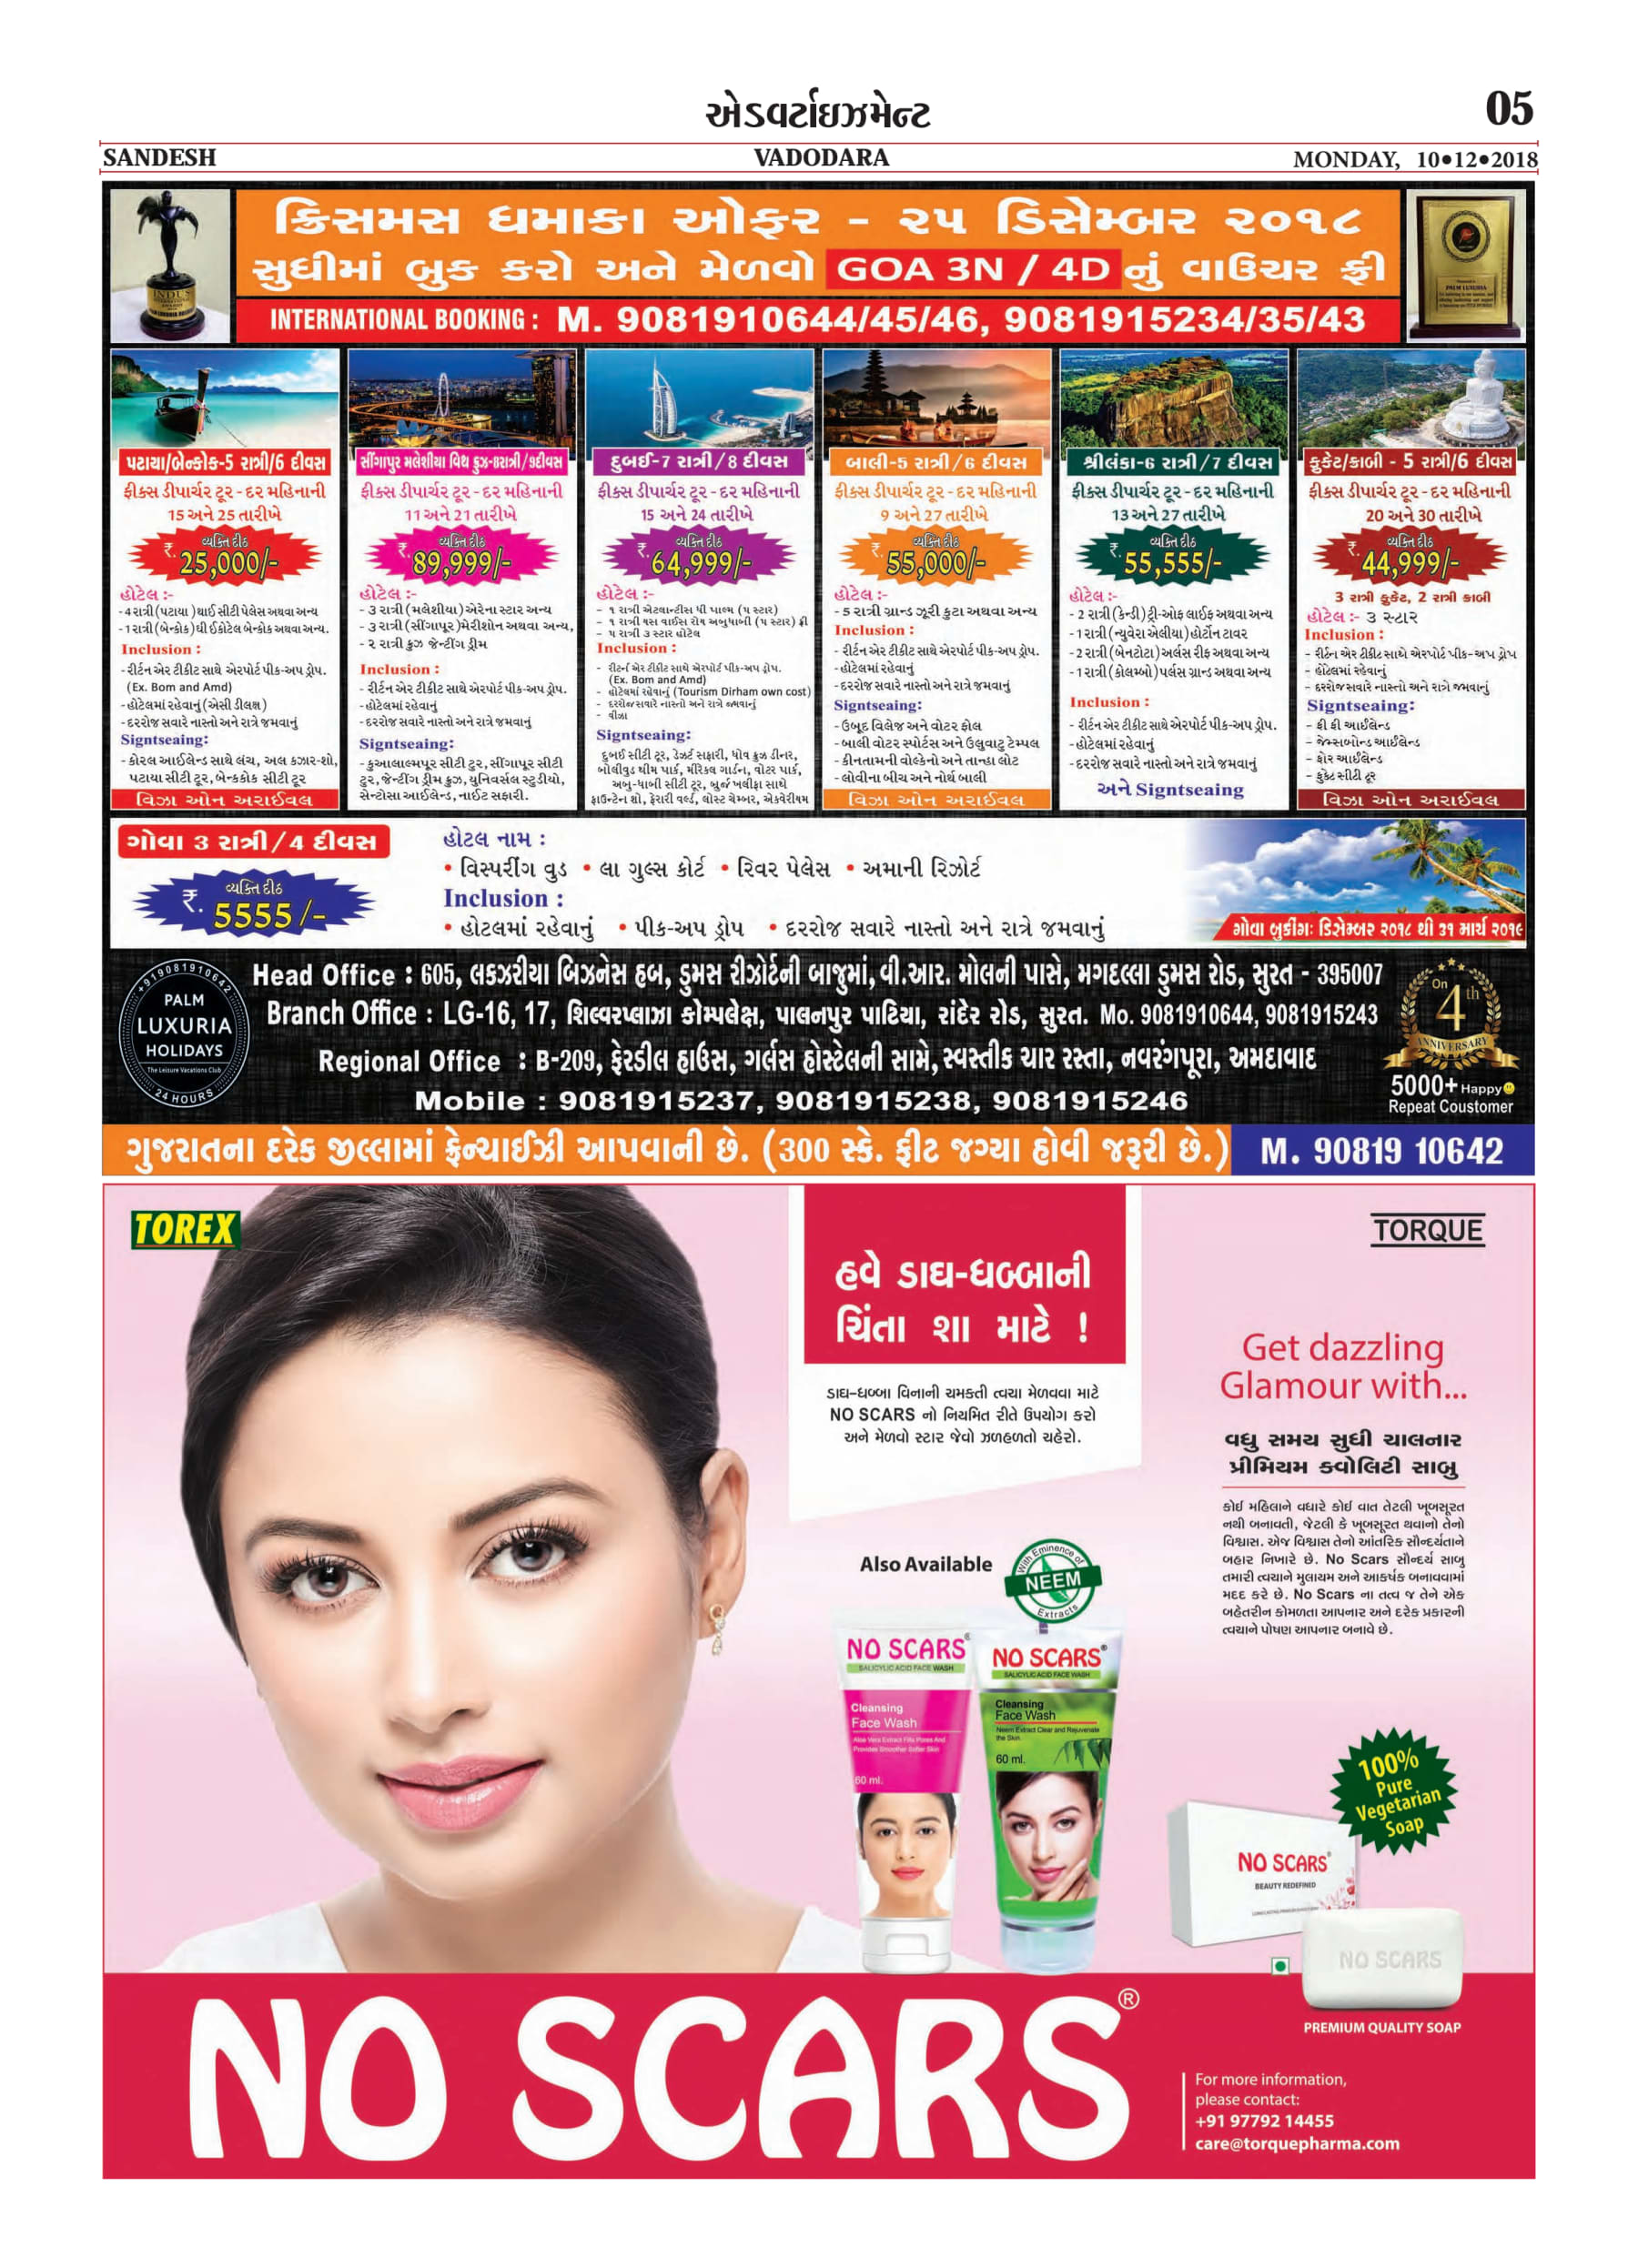 એડવર્ટાઇઝમેન્ટ
05
SANDESH
VADODARA
MONDAY, 10•12•2018
ક્રિસમસ ધમાકા ઓફર - ૨૫ ડિસેમ્બર ૨૦૧૮
સુધીમાં બુક કરો અને મેળવો GOA 3N / 4D નું વાઉચર ફ્રી
INTERNATIONAL BOOKING : M. 9081910644/45/46, 9081915234/35/43
પટાયા/બેન્કોક-5 રાત્રી/6 દીવસ
ફીક્સ ડીપાર્ચર ટૂર - દર મહિનાની
15 અને 25 તારીખે
વ્યક્તિ દીઠ
₹. 25,000/-
હોટેલ :-
- 4 રાત્રી (પટાયા ) થાઈ સીટી પેલેસ અથવા અન્ય
- 1 રાત્રી (બેન્કોક) ધી ઈકોટેલ બેન્કોક અથવા અન્ય.
Inclusion :
- રીર્ટન એર ટીકીટ સાથે એરપોર્ટ પીક-અપ ડ્રોપ.
(Ex. Bom and Amd)
- હોટેલમાં રહેવાનું (એસી ડીલક્ષ)
- દરરોજ સવારે નાસ્તો અને રાત્રે જમવાનું
Signtseaing:
- કોરલ આઈલેન્ડ સાથે લંચ, અલ કઝાર-શો,
પટાયા સીટી ટૂર, બેન્કકોક સીટી ટૂર
વિઝા ઓન અરાઈવલ
સીંગાપુર મલેશીયા વિથ ક્રુઝ-8રાત્રી/9દીવસ
ફીક્સ ડીપાર્ચર ટૂર - દર મહિનાની
11 અને 21 તારીખે
વ્યક્તિ દીઠ
₹. 89,999/-
હોટેલ :-
- 3 રાત્રી (મલેશીયા) એરેના સ્ટાર અન્ય
- 3 રાત્રી (સીંગાપૂર) મેરીશોન અથવા અન્ય,
- ૨ રાત્રી ક્રુઝ જેન્ટીંગ ડ્રીમ
Inclusion :
- રીર્ટન એર ટીકીટ સાથે એરપોર્ટ પીક-અપ ડ્રોપ.
- હોટેલમાં રહેવાનું
- દરરોજ સવારે નાસ્તો અને રાત્રે જમવાનું
Signtseaing:
- કુઆલાલ્મપૂર સીટી ટુર, સીંગાપૂર સીટી
ટુર, જેન્ટીંગ ડ્રીમ ક્રુઝ, યુનિવર્સલ સ્ટુડીયો,
સેન્ટોસા આઈલેન્ડ, નાઈટ સફારી.
દુબઈ-7 રાત્રી/8 દીવસ
ફીક્સ ડીપાર્ચર ટૂર - દર મહિનાની
15 અને 24 તારીખે
વ્યક્તિ દીઠ
₹. 64,999/-
હોટેલ :-
- ૧ રાત્રી એટલાન્ટીસ ધી પાલ્મ (૫ સ્ટાર)
- ૧ રાત્રી યસ વાઈસ રોય અબુધાબી (૫ સ્ટાર) ફ્રી
- ૫ રાત્રી ૩ સ્ટાર હોટેલ
Inclusion :
- રીટર્ન એર ટીકીટ સાથે એરપોર્ટ પીક-અપ ડ્રોપ.
(Ex. Bom and Amd)
- હોટેલમાં રહેવાનું (Tourism Dirham own cost)
- દરરોજ સવારે નાસ્તો અને રાત્રે જમવાનું
- વીઝા
Signtseaing:
દુબઈ સીટી ટૂર, ડેઝર્ટ સફારી, ધોવ ક્રુઝ ડીનર,
બોલીવુડ થીમ પાર્ક, મીરેકલ ગાર્ડન, વોટર પાર્ક,
અબુ-ધાબી સીટી ટૂર, બુર્જ ખલીફા સાથે
ફાઉન્ટેન શો, ફેરારી વર્લ્ડ, લોસ્ટ ચેમ્બર, એક્વેરીયમ
બાલી-5 રાત્રી/6 દીવસ
ફીક્સ ડીપાર્ચર ટૂર - દર મહિનાની
9 અને 27 તારીખે
વ્યક્તિ દીઠ
₹. 55,000/-
હોટેલ :-
- 5 રાત્રી ગ્રાન્ડ ઝૂરી કુટા અથવા અન્ય
Inclusion :
- રીર્ટન એર ટીકીટ સાથે એરપોર્ટ પીક-અપ ડ્રોપ.
- હોટેલમાં રહેવાનું
- દરરોજ સવારે નાસ્તો અને રાત્રે જમવાનું
Signtseaing:
- ઉબૂદ વિલેજ અને વોટર ફોલ
- બાલી વોટર સ્પોર્ટસ અને ઉલુવાટુ ટેમ્પલ
- કીનતામની વોલ્કેનો અને તાન્હા લોટ
- લોવીના બીચ અને નોર્થ બાલી
વિઝા ઓન અરાઈવલ
શ્રીલંકા-6 રાત્રી/7 દીવસ
ફીક્સ ડીપાર્ચર ટૂર - દર મહિનાની
13 અને 27 તારીખે
વ્યક્તિ દીઠ
₹. 55,555/-
હોટેલ :-
- 2 રાત્રી (કેન્ડી) ટ્રી-ઓફ લાઈફ અથવા અન્ય
- 1 રાત્રી (ન્યુવેરા એલીયા) હોર્ટોન ટાવર
- 2 રાત્રી (બેનટોટા) અર્લસ રીફ અથવા અન્ય
- 1 રાત્રી (કોલમ્બો) પર્લસ ગ્રાન્ડ અથવા અન્ય
Inclusion :
- રીર્ટન એર ટીકીટ સાથે એરપોર્ટ પીક-અપ ડ્રોપ.
- હોટેલમાં રહેવાનું
- દરરોજ સવારે નાસ્તો અને રાત્રે જમવાનું
અને Signtseaing
ફુકેટ/ક્રાબી - 5 રાત્રી/6 દીવસ
ફીક્સ ડીપાર્ચર ટૂર - દર મહિનાની
20 અને 30 તારીખે
વ્યક્તિ દીઠ
₹. 44,999/-
3 રાત્રી ફુકેટ, 2 રાત્રી ક્રાબી
હોટેલ :- 3 સ્ટાર
Inclusion :
- રીર્ટન એર ટીકીટ સાથે એરપોર્ટ પીક-અપ ડ્રોપ
- હોટેલમાં રહેવાનું
- દરરોજ સવારે નાસ્તો અને રાત્રે જમવાનું
Signtseaing:
- ફી ફી આઈલેન્ડ
- જેમ્સબોન્ડ આઈલેન્ડ
- ફોર આઈલેન્ડ
- ફુકેટ સીટી ટૂર
વિઝા ઓન અરાઈવલ
ગોવા 3 રાત્રી/4 દીવસ
વ્યક્તિ દીઠ
₹. 5555/-
હોટલ નામ :
• વિસ્પરીંગ વુડ • લા ગુલ્સ કોર્ટ • રિવર પેલેસ • અમાની રિઝોર્ટ
Inclusion :
• હોટલમાં રહેવાનું • પીક-અપ ડ્રોપ • દરરોજ સવારે નાસ્તો અને રાત્રે જમવાનું
ગોવા બુકીંગઃ ડિસેમ્બર ૨૦૧૮ થી ૩૧ માર્ચ ૨૦૧૯
+919081910642
PALM
LUXURIA
HOLIDAYS
The Leisure Vacations Club
24 HOURS
Head Office : 605, લકઝરીયા બિઝનેસ હબ, ડુમસ રીઝોર્ટની બાજુમાં, વી.આર. મોલની પાસે, મગદલ્લા ડુમસ રોડ, સુરત - 395007
Branch Office : LG-16, 17, શિલ્વરપ્લાઝા કોમ્પલેક્ષ, પાલનપુર પાટિયા, રાંદેર રોડ, સુરત. Mo. 9081910644, 9081915243
Regional Office : B-209, ફેરડીલ હાઉસ, ગર્લસ હોસ્ટેલની સામે, સ્વસ્તીક ચાર રસ્તા, નવરંગપૂરા, અમદાવાદ
Mobile : 9081915237, 9081915238, 9081915246
On
4th
ANNIVERSARY
5000+ Happy
Repeat Coustomer
ગુજરાતના દરેક જીલ્લામાં ફ્રેન્ચાઈઝી આપવાની છે. (300 સ્કે. ફીટ જગ્યા હોવી જરૂરી છે.) M. 90819 10642
TOREX
TORQUE
હવે ડાઘ-ધબ્બાની
ચિંતા શા માટે !
ડાઘ-ધબ્બા વિનાની ચમકતી ત્વચા મેળવવા માટે
NO SCARS નો નિયમિત રીતે ઉપયોગ કરો
અને મેળવો સ્ટાર જેવો ઝળહળતો ચહેરો.
Get dazzling
Glamour with...
વધુ સમય સુધી ચાલનાર
પ્રીમિયમ ક્વોલિટી સાબુ
કોઈ મહિલાને વધારે કોઈ વાત તેટલી ખૂબસૂરત
નથી બનાવતી, જેટલી કે ખૂબસૂરત થવાનો તેનો
વિશ્વાસ. એજ વિશ્વાસ તેનો આંતરિક સૌન્દર્યતાને
બહાર નિખારે છે. No Scars સૌન્દર્ય સાબુ
તમારી ત્વચાને મુલાયમ અને આકર્ષક બનાવવામાં
મદદ કરે છે. No Scars ના તત્વ જ તેને એક
બહેતરીન કોમળતા આપનાર અને દરેક પ્રકારની
ત્વચાને પોષણ આપનાર બનાવે છે.
Also Available
With Eminence of
NEEM
Extracts
NO SCARS®
SALICYLIC ACID FACE WASH
Cleansing
Face Wash
Aloe Vera Extract Fills Pores And
Provides Smoother Softer Skin
60 ml.
NO SCARS®
SALICYLIC ACID FACE WASH
Cleansing
Face Wash
Neem Extract Clear and Rejuvenate
the Skin
60 ml.
100%
Pure
Vegetarian
Soap
NO SCARS®
BEAUTY REDEFINED
NO SCARS
PREMIUM QUALITY SOAP
NO SCARS®
For more information,
please contact:
+91 97792 14455
care@torquepharma.com